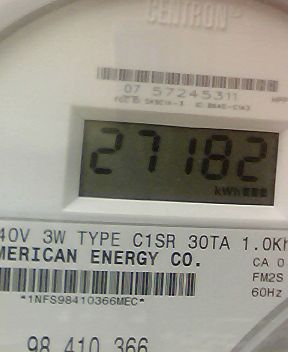 CENTRON®
07 57245311
27182
kWh
40V 3W TYPE C1SR 30TA 1.0Kh
MERICAN ENERGY CO.
CA 0
FM2S
60Hz
*1NFS98410366MEC*
98 410 366